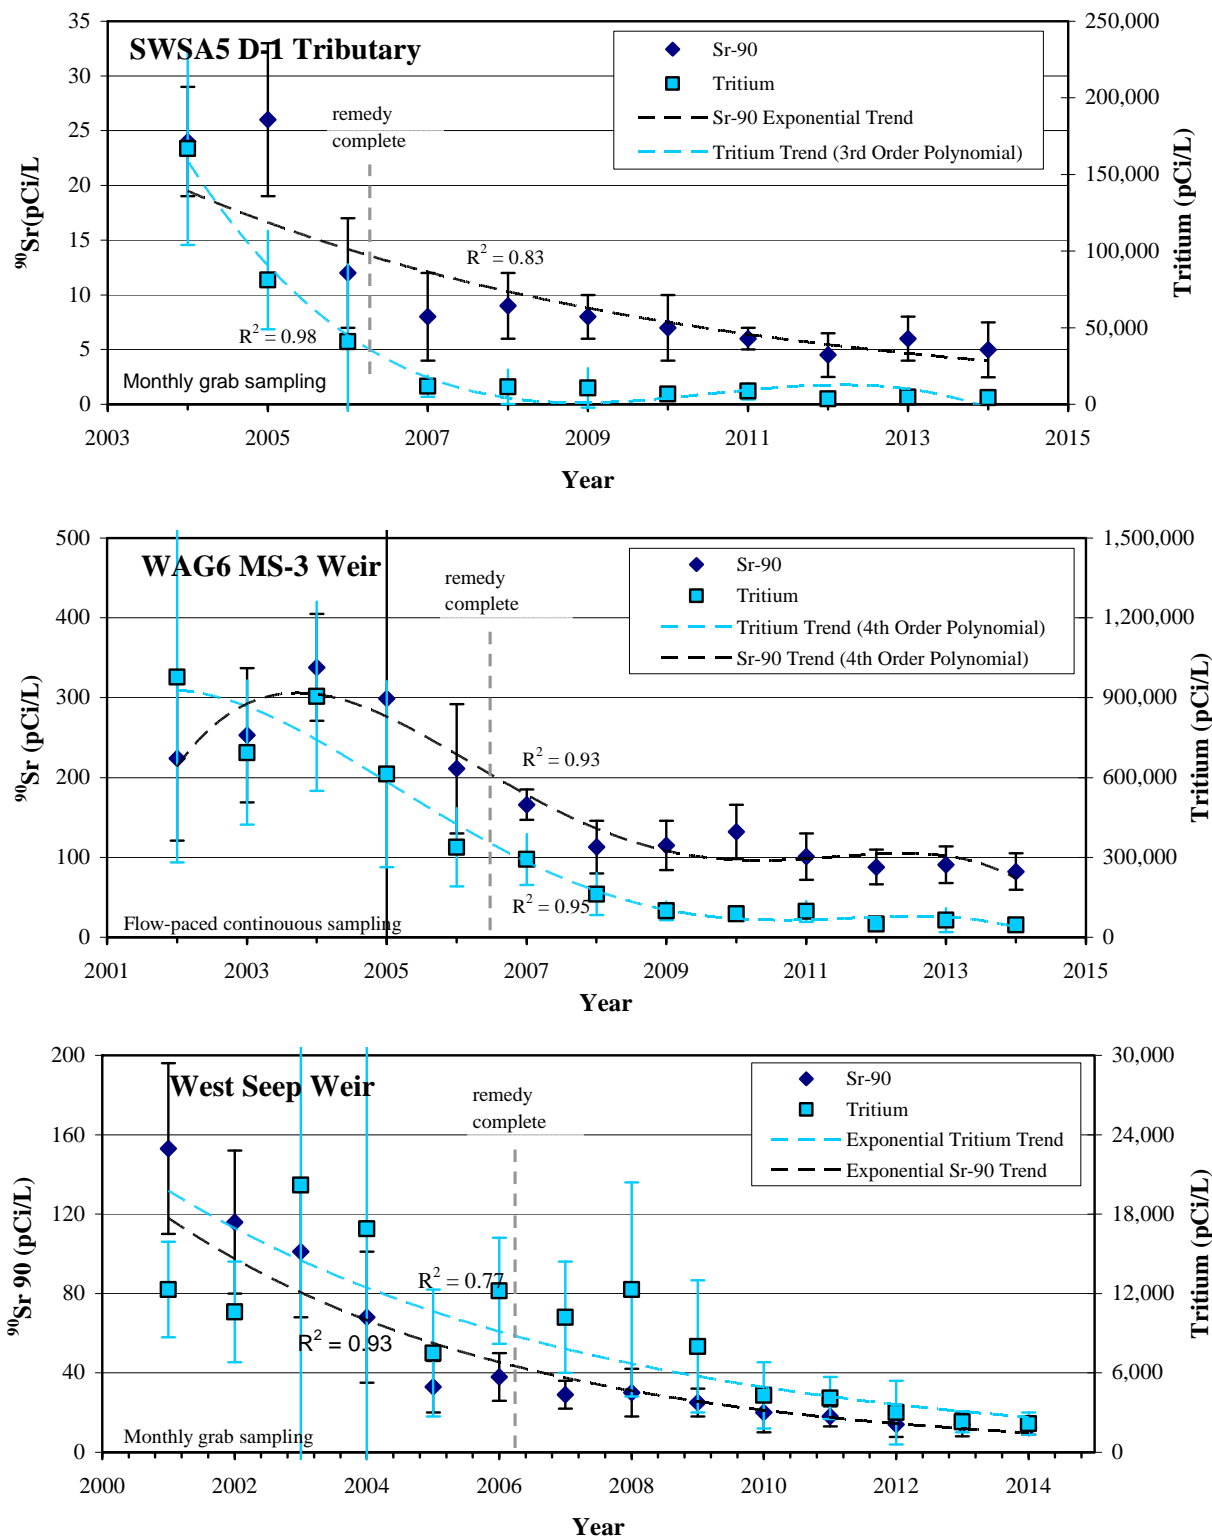 SWSA5 D-1 Tributary
35
30
25
20
15
10
5
0
⁹⁰Sr(pCi/L
250,000
200,000
150,000
100,000
50,000
0
Tritium (pCi/L)
Sr-90
Tritium
Sr-90 Exponential Trend
Tritium Trend (3rd Order Polynomial)
remedy
complete
R² = 0.83
R² = 0.98
Monthly grab sampling
2003 2005 2007 2009 2011 2013 2015
Year
WAG6 MS-3 Weir
500
400
300
200
100
0
⁹⁰Sr (pCi/L)
1,500,000
1,200,000
900,000
600,000
300,000
0
Tritium (pCi/L)
Sr-90
Tritium
Tritium Trend (4th Order Polynomial)
Sr-90 Trend (4th Order Polynomial)
remedy
complete
R² = 0.93
R² = 0.95
Flow-paced continuous sampling
2001 2003 2005 2007 2009 2011 2013 2015
Year
West Seep Weir
200
160
120
80
40
0
⁹⁰Sr 90 (pCi/L)
30,000
24,000
18,000
12,000
6,000
0
Tritium (pCi/L)
Sr-90
Tritium
Exponential Tritium Trend
Exponential Sr-90 Trend
remedy
complete
R² = 0.77
R² = 0.93
Monthly grab sampling
2000 2002 2004 2006 2008 2010 2012 2014
Year